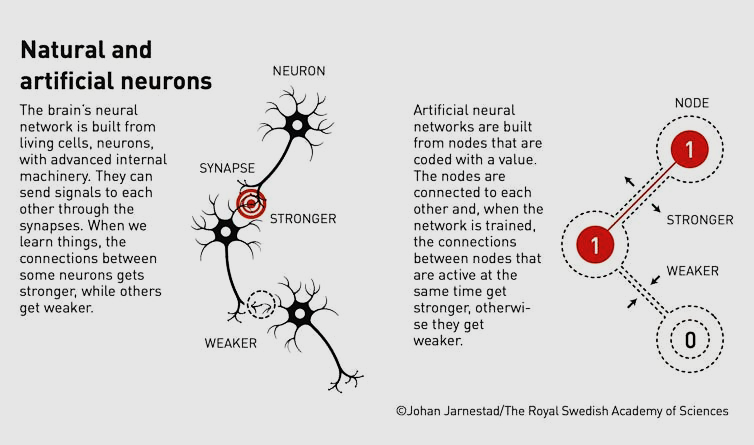 Natural and
artificial neurons
The brain's neural
network is built from
living cells, neurons,
with advanced internal
machinery. They can
send signals to each
other through the
synapses. When we
learn things, the
connections between
some neurons gets
stronger, while others
get weaker.
NEURON
SYNAPSE
STRONGER
WEAKER
Artificial neural
networks are built
from nodes that are
coded with a value.
The nodes are
connected to each
other and, when the
network is trained,
the connections
between nodes that
are active at the
same time get
stronger, otherwi-
se they get
weaker.
NODE
1
STRONGER
1
WEAKER
0
©Johan Jarnestad/The Royal Swedish Academy of Sciences